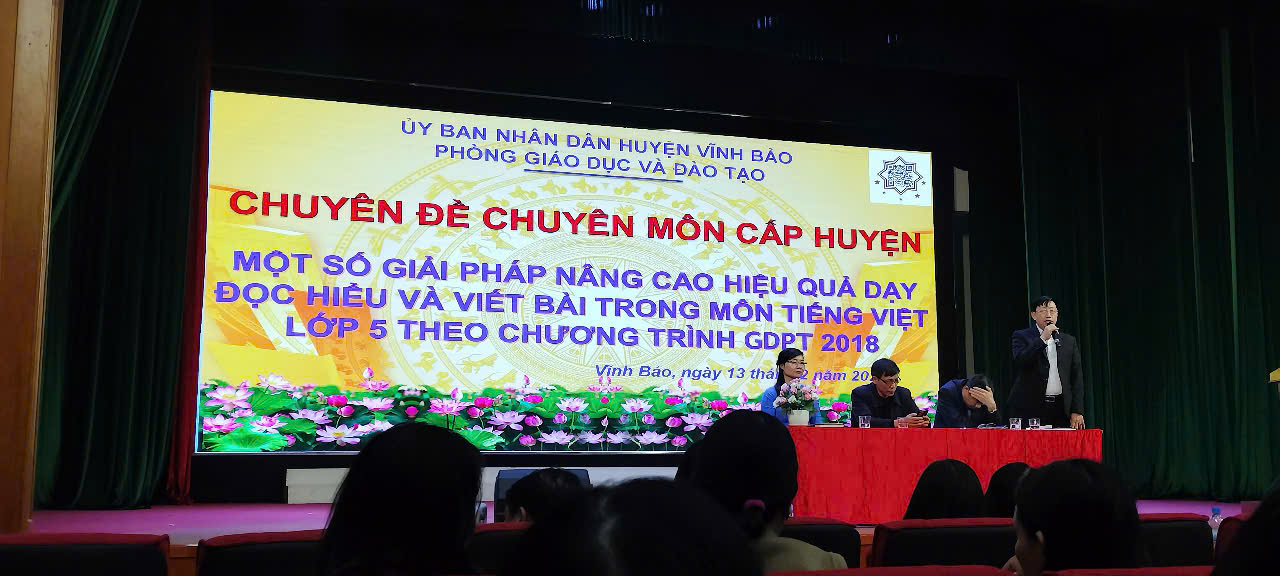 ỦY BAN NHÂN DÂN HUYỆN VĨNH BẢO
PHÒNG GIÁO DỤC VÀ ĐÀO TẠO
CHUYÊN ĐỀ CHUYÊN MÔN CẤP HUYỆN
MỘT SỐ GIẢI PHÁP NÂNG CAO HIỆU QUẢ DẠY
ĐỌC HIỂU VÀ VIẾT BÀI TRONG MÔN TIẾNG VIỆT
LỚP 5 THEO CHƯƠNG TRÌNH GDPT 2018
Vĩnh Bảo, ngày 13 năm